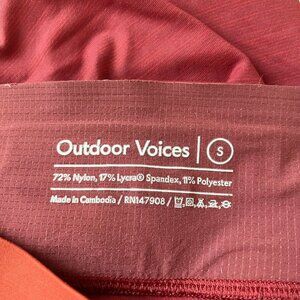 Outdoor Voices | S
72% Nylon, 17% Lycra® Spandex, 11% Polyester
Made in Cambodia / RN147908 /